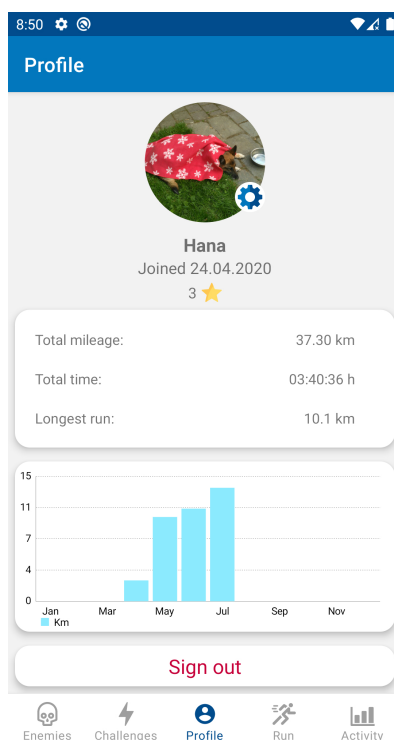 8:50
Profile
Hana
Joined 24.04.2020
3
Total mileage: 37.30 km
Total time: 03:40:36 h
Longest run: 10.1 km
15
11
7
4
0
Jan Mar May Jul Sep Nov
Km
Sign out
Enemies Challenges Profile Run Activity